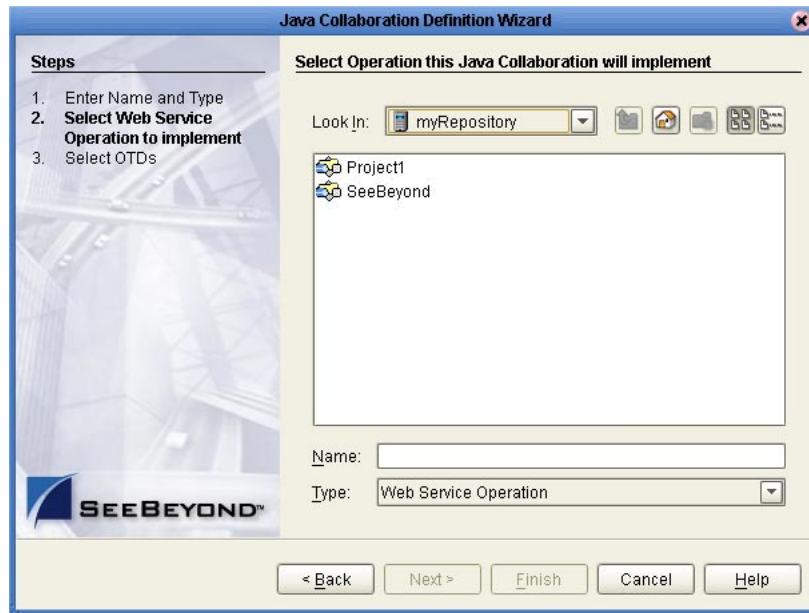 Java Collaboration Definition Wizard
Steps
1. Enter Name and Type
2. Select Web Service
Operation to implement
3. Select OTDs
Select Operation this Java Collaboration will implement
Look In: myRepository
Project1
SeeBeyond
Name:
Type: Web Service Operation
SEEBEYOND™
< Back Next > Finish Cancel Help